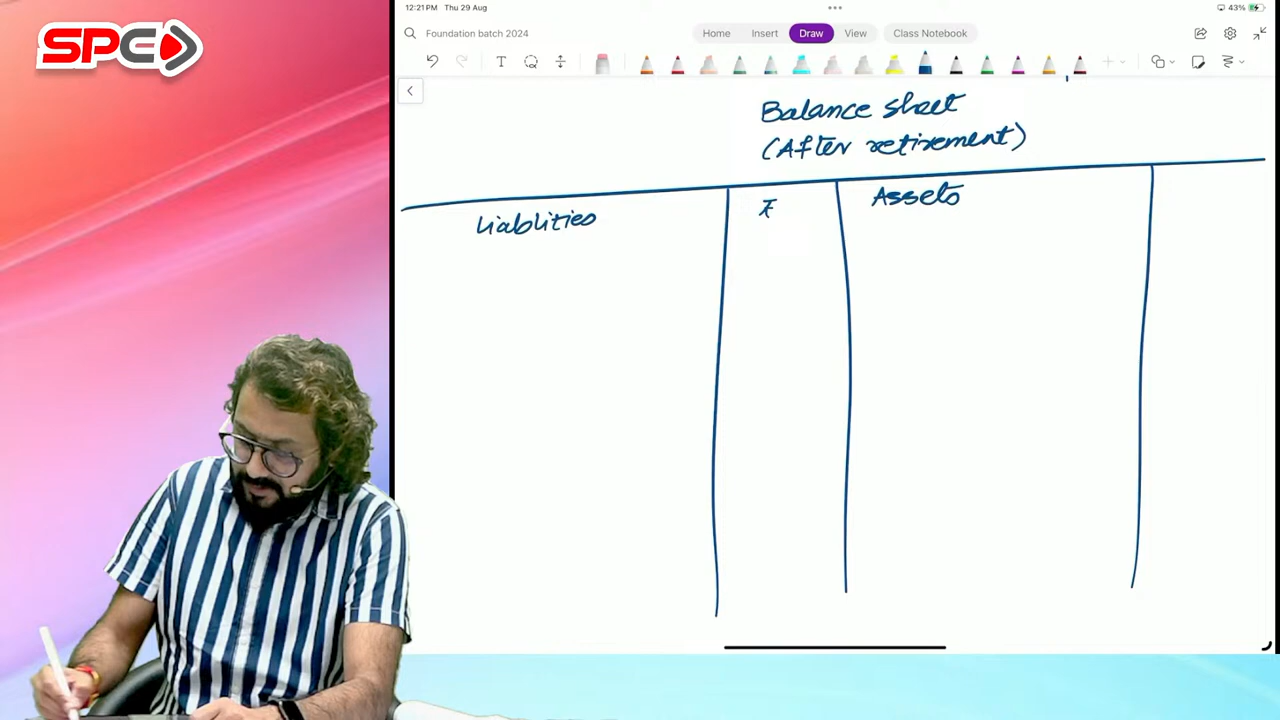 SPC
12:21 PM Thu 29 Aug
43%
Foundation batch 2024
Home Insert Draw View Class Notebook
Balance sheet
(After retirement)
Liablities ₹ Assets